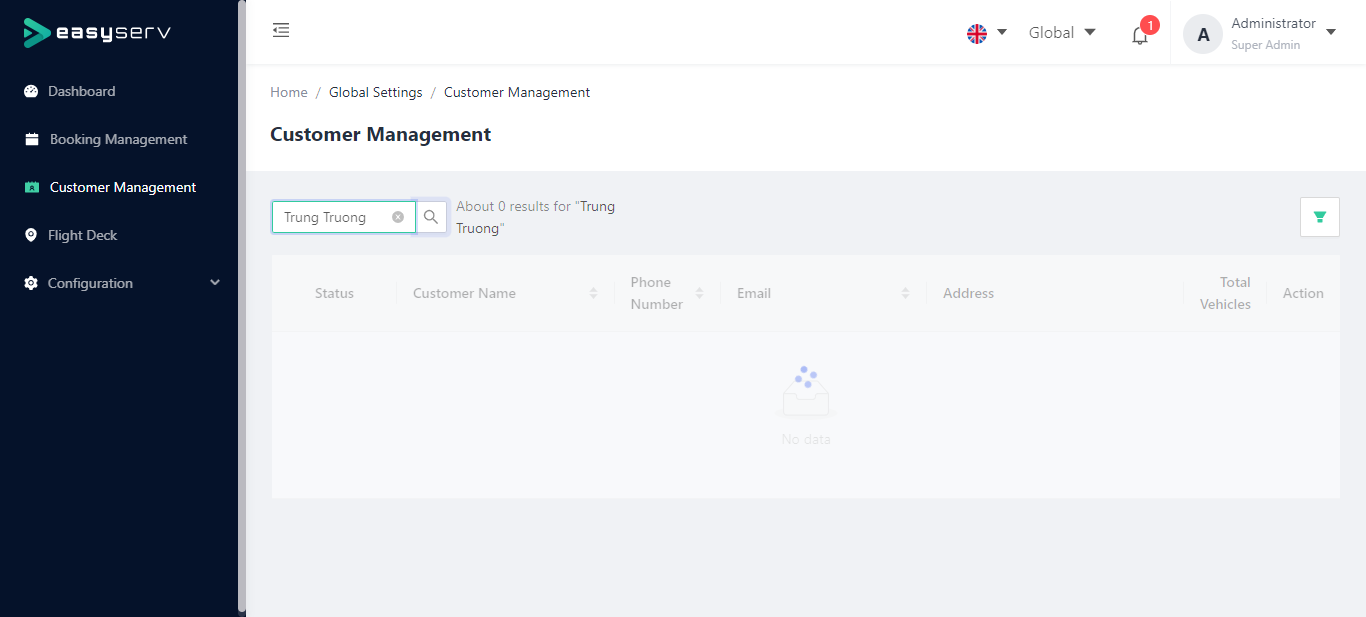 easyserv
Dashboard
Booking Management
Customer Management
Flight Deck
Configuration
Global
1
A
Administrator
Super Admin
Home / Global Settings / Customer Management
Customer Management
Trung Truong
About 0 results for "Trung
Truong"
Status
Customer Name
Phone
Number
Email
Address
Total
Vehicles
Action
No data